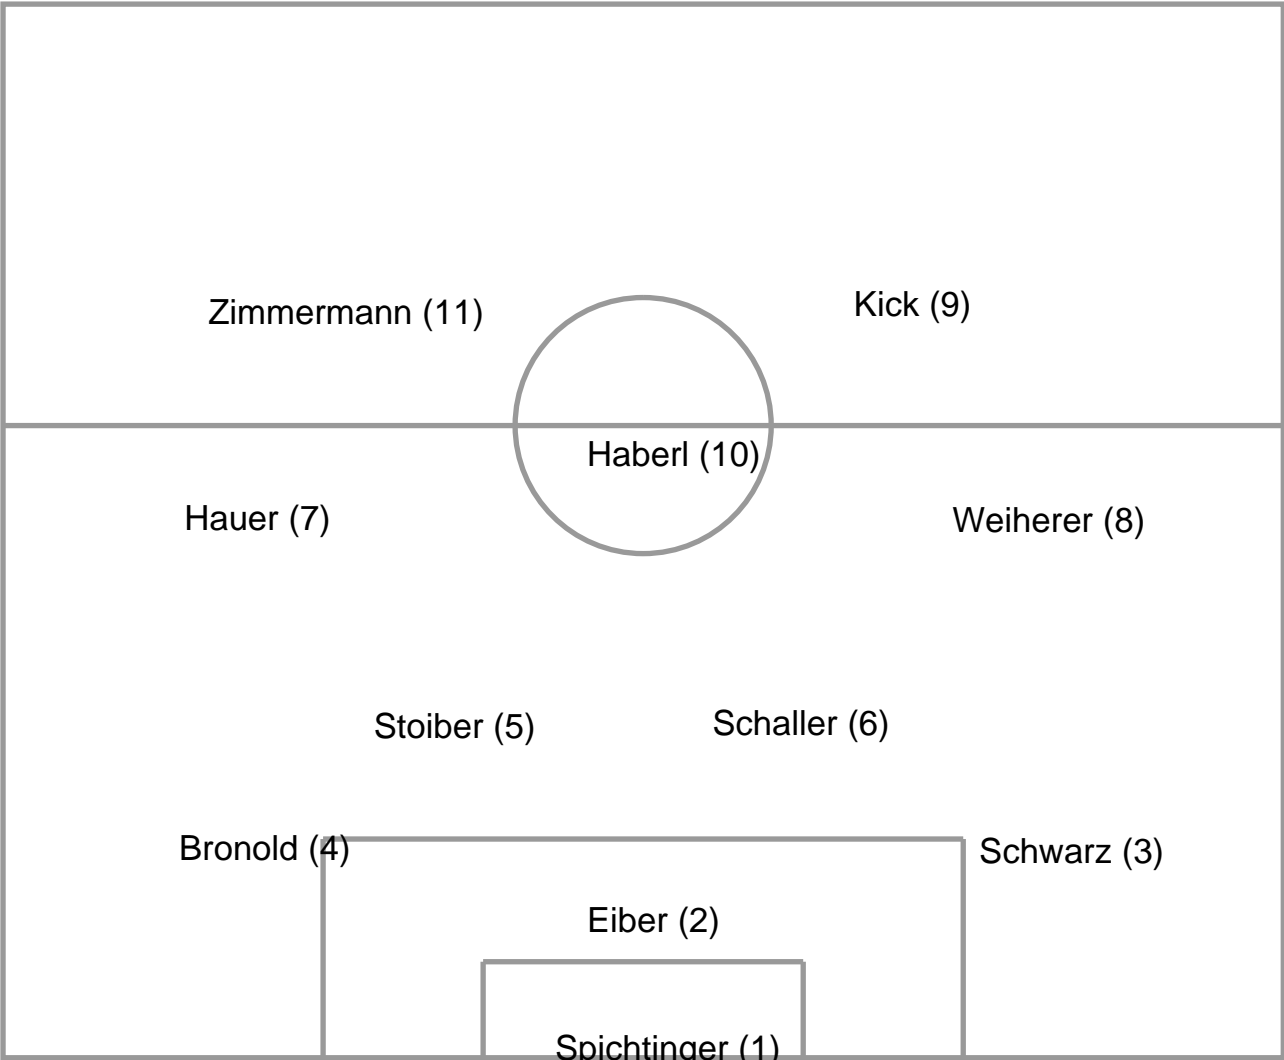 Kick (9)
Zimmermann (11)
Haberl (10)
Hauer (7)
Weiherer (8)
Stoiber (5)
Schaller (6)
Bronold (4)
Schwarz (3)
Eiber (2)
Spichtinger (1)